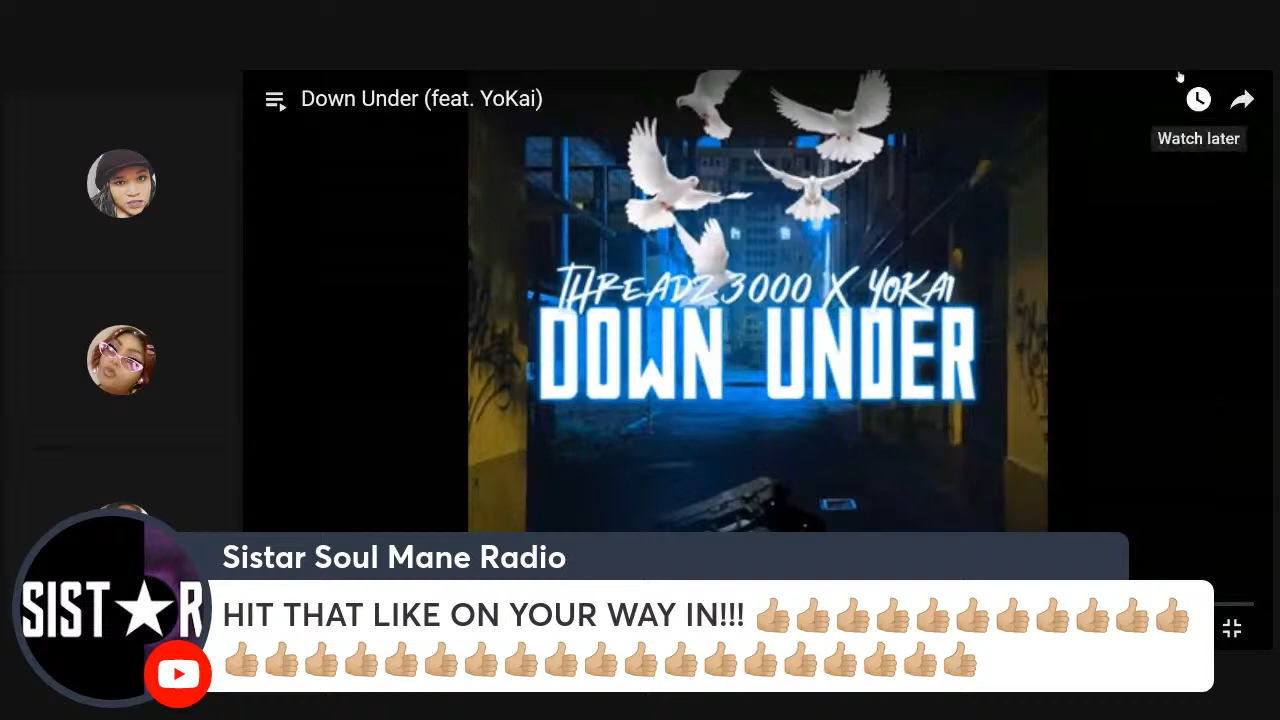 Down Under (feat. YoKai)
Watch later
THREADZ3000 X YOKAI
DOWN UNDER
Sistar Soul Mane Radio
SIST★R
HIT THAT LIKE ON YOUR WAY IN!!! 👍🏼👍🏼👍🏼👍🏼👍🏼👍🏼👍🏼👍🏼👍🏼👍🏼👍🏼
👍🏼👍🏼👍🏼👍🏼👍🏼👍🏼👍🏼👍🏼👍🏼👍🏼👍🏼👍🏼👍🏼👍🏼👍🏼👍🏼👍🏼👍🏼👍🏼